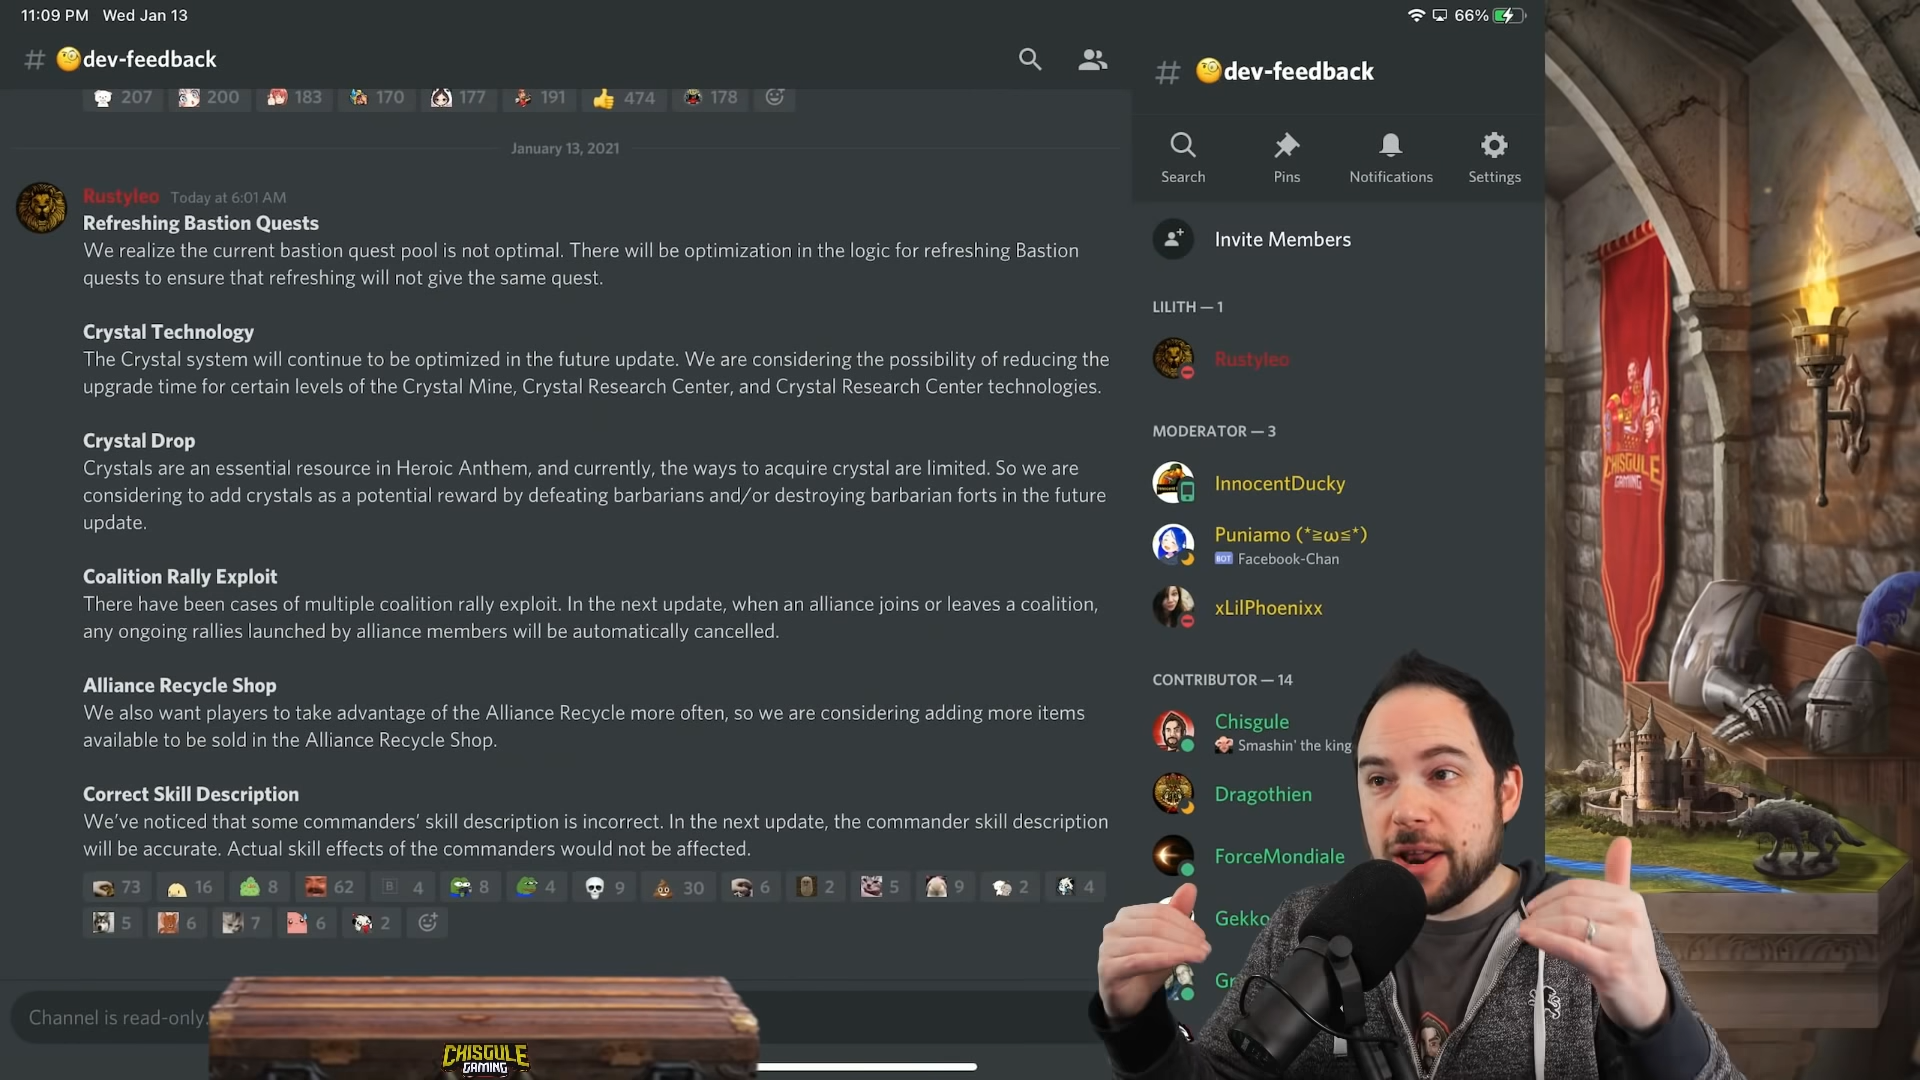 11:09 PM Wed Jan 13
66%
# dev-feedback
207 200 183 170 177 191 474 178
January 13, 2021
Rustyleo Today at 6:01 AM
Refreshing Bastion Quests
We realize the current bastion quest pool is not optimal. There will be optimization in the logic for refreshing Bastion
quests to ensure that refreshing will not give the same quest.
Crystal Technology
The Crystal system will continue to be optimized in the future update. We are considering the possibility of reducing the
upgrade time for certain levels of the Crystal Mine, Crystal Research Center, and Crystal Research Center technologies.
Crystal Drop
Crystals are an essential resource in Heroic Anthem, and currently, the ways to acquire crystal are limited. So we are
considering to add crystals as a potential reward by defeating barbarians and/or destroying barbarian forts in the future
update.
Coalition Rally Exploit
There have been cases of multiple coalition rally exploit. In the next update, when an alliance joins or leaves a coalition,
any ongoing rallies launched by alliance members will be automatically cancelled.
Alliance Recycle Shop
We also want players to take advantage of the Alliance Recycle more often, so we are considering adding more items
available to be sold in the Alliance Recycle Shop.
Correct Skill Description
We've noticed that some commanders' skill description is incorrect. In the next update, the commander skill description
will be accurate. Actual skill effects of the commanders would not be affected.
73 16 8 62 B 4 8 4 9 30 6 2 5 9 2 4
5 6 7 6 2
Channel is read-only.
CHISGULE
GAMING
# dev-feedback
Search Pins Notifications Settings
Invite Members
LILITH — 1
Rustyleo
MODERATOR — 3
InnocentDucky
Puniamo (*≧ω≦*)
BOT Facebook-Chan
xLilPhoenixx
CONTRIBUTOR — 14
Chisgule
Smashin' the king
Dragothien
ForceMondiale
Gekko
Gr
CHISGULE
GAMING